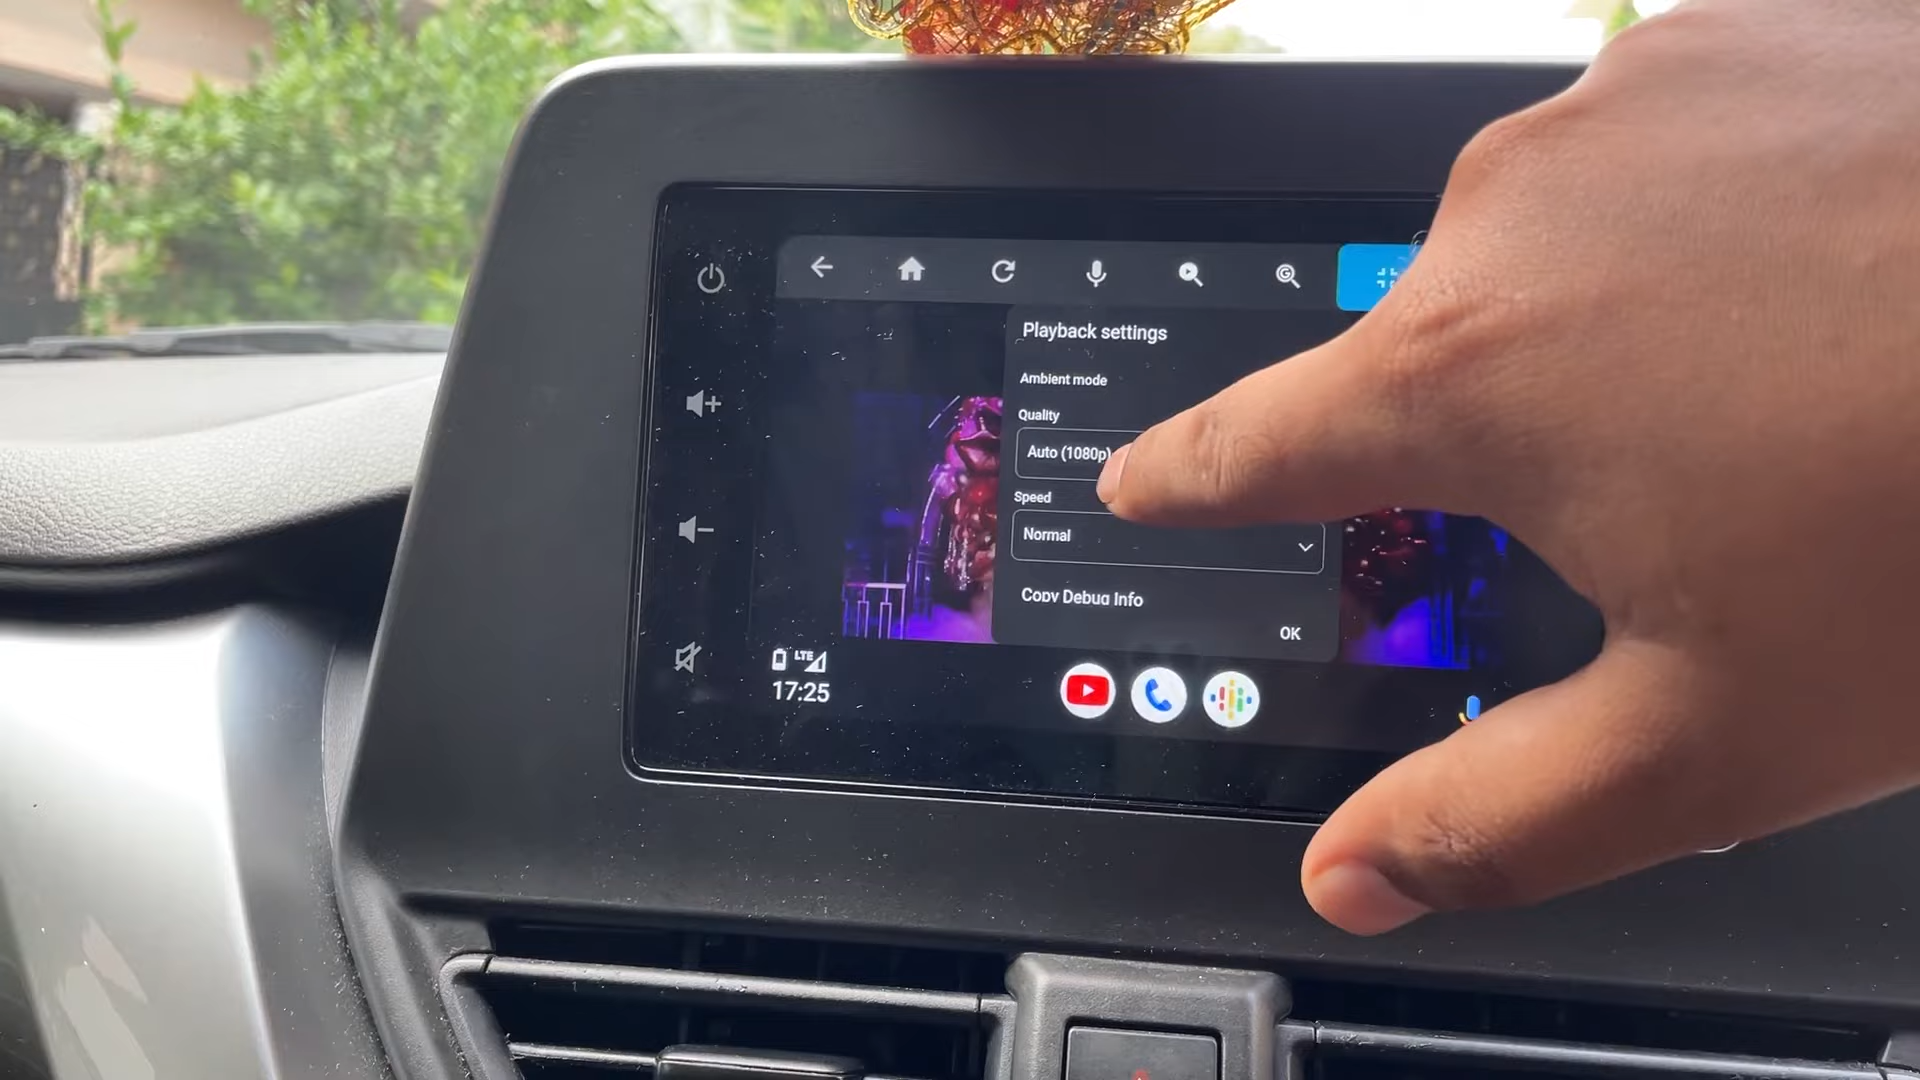 Playback settings
Ambient mode
Quality
Auto (1080p)
Speed
Normal
Copy Debug Info
OK
LTE
17:25